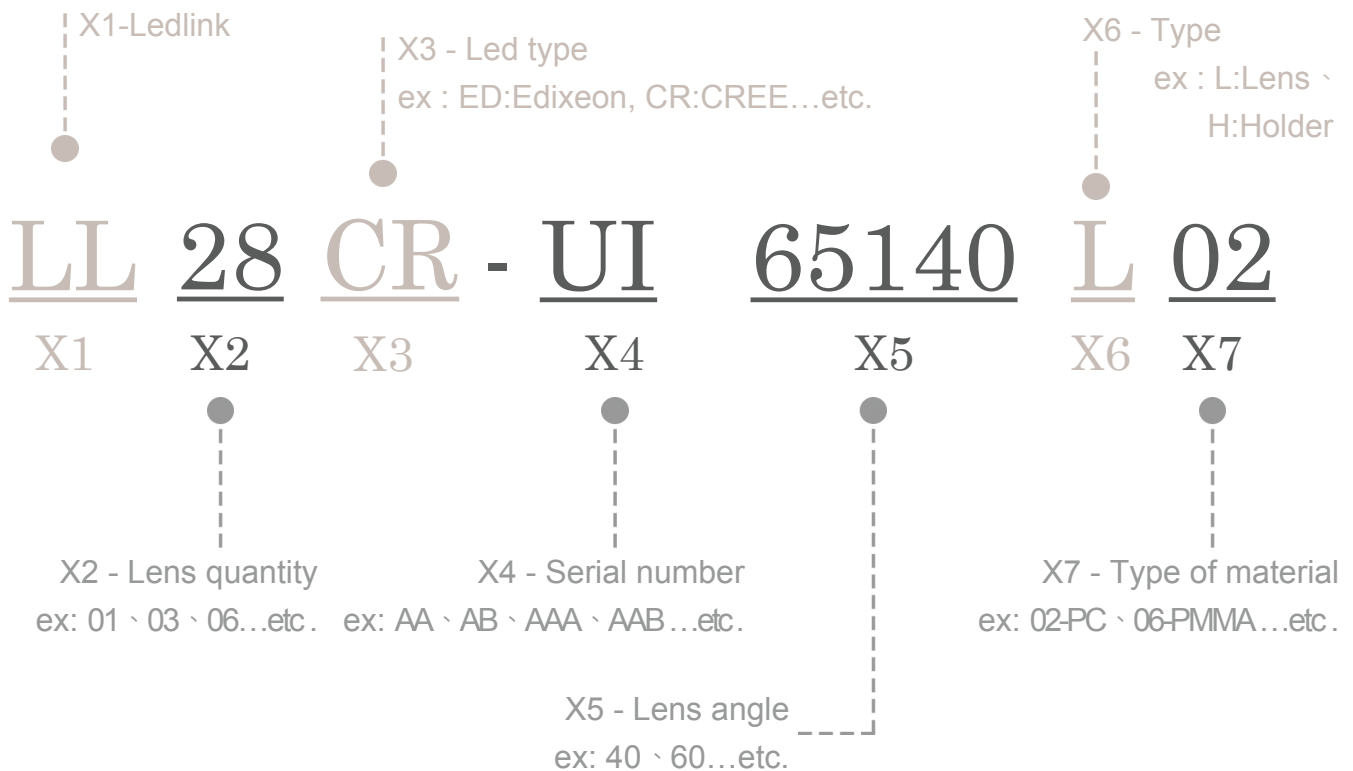 X1-Ledlink
X3 - Led type
ex : ED:Edixeon, CR:CREE…etc.
X6 - Type
ex : L:Lens、
H:Holder
LL 28 CR - UI 65140 L 02
X1 X2 X3 X4 X5 X6 X7
X2 - Lens quantity
ex: 01、03、06…etc.
X4 - Serial number
ex: AA、AB、AAA、AAB…etc.
X7 - Type of material
ex: 02-PC、06-PMMA…etc.
X5 - Lens angle
ex: 40、60…etc.